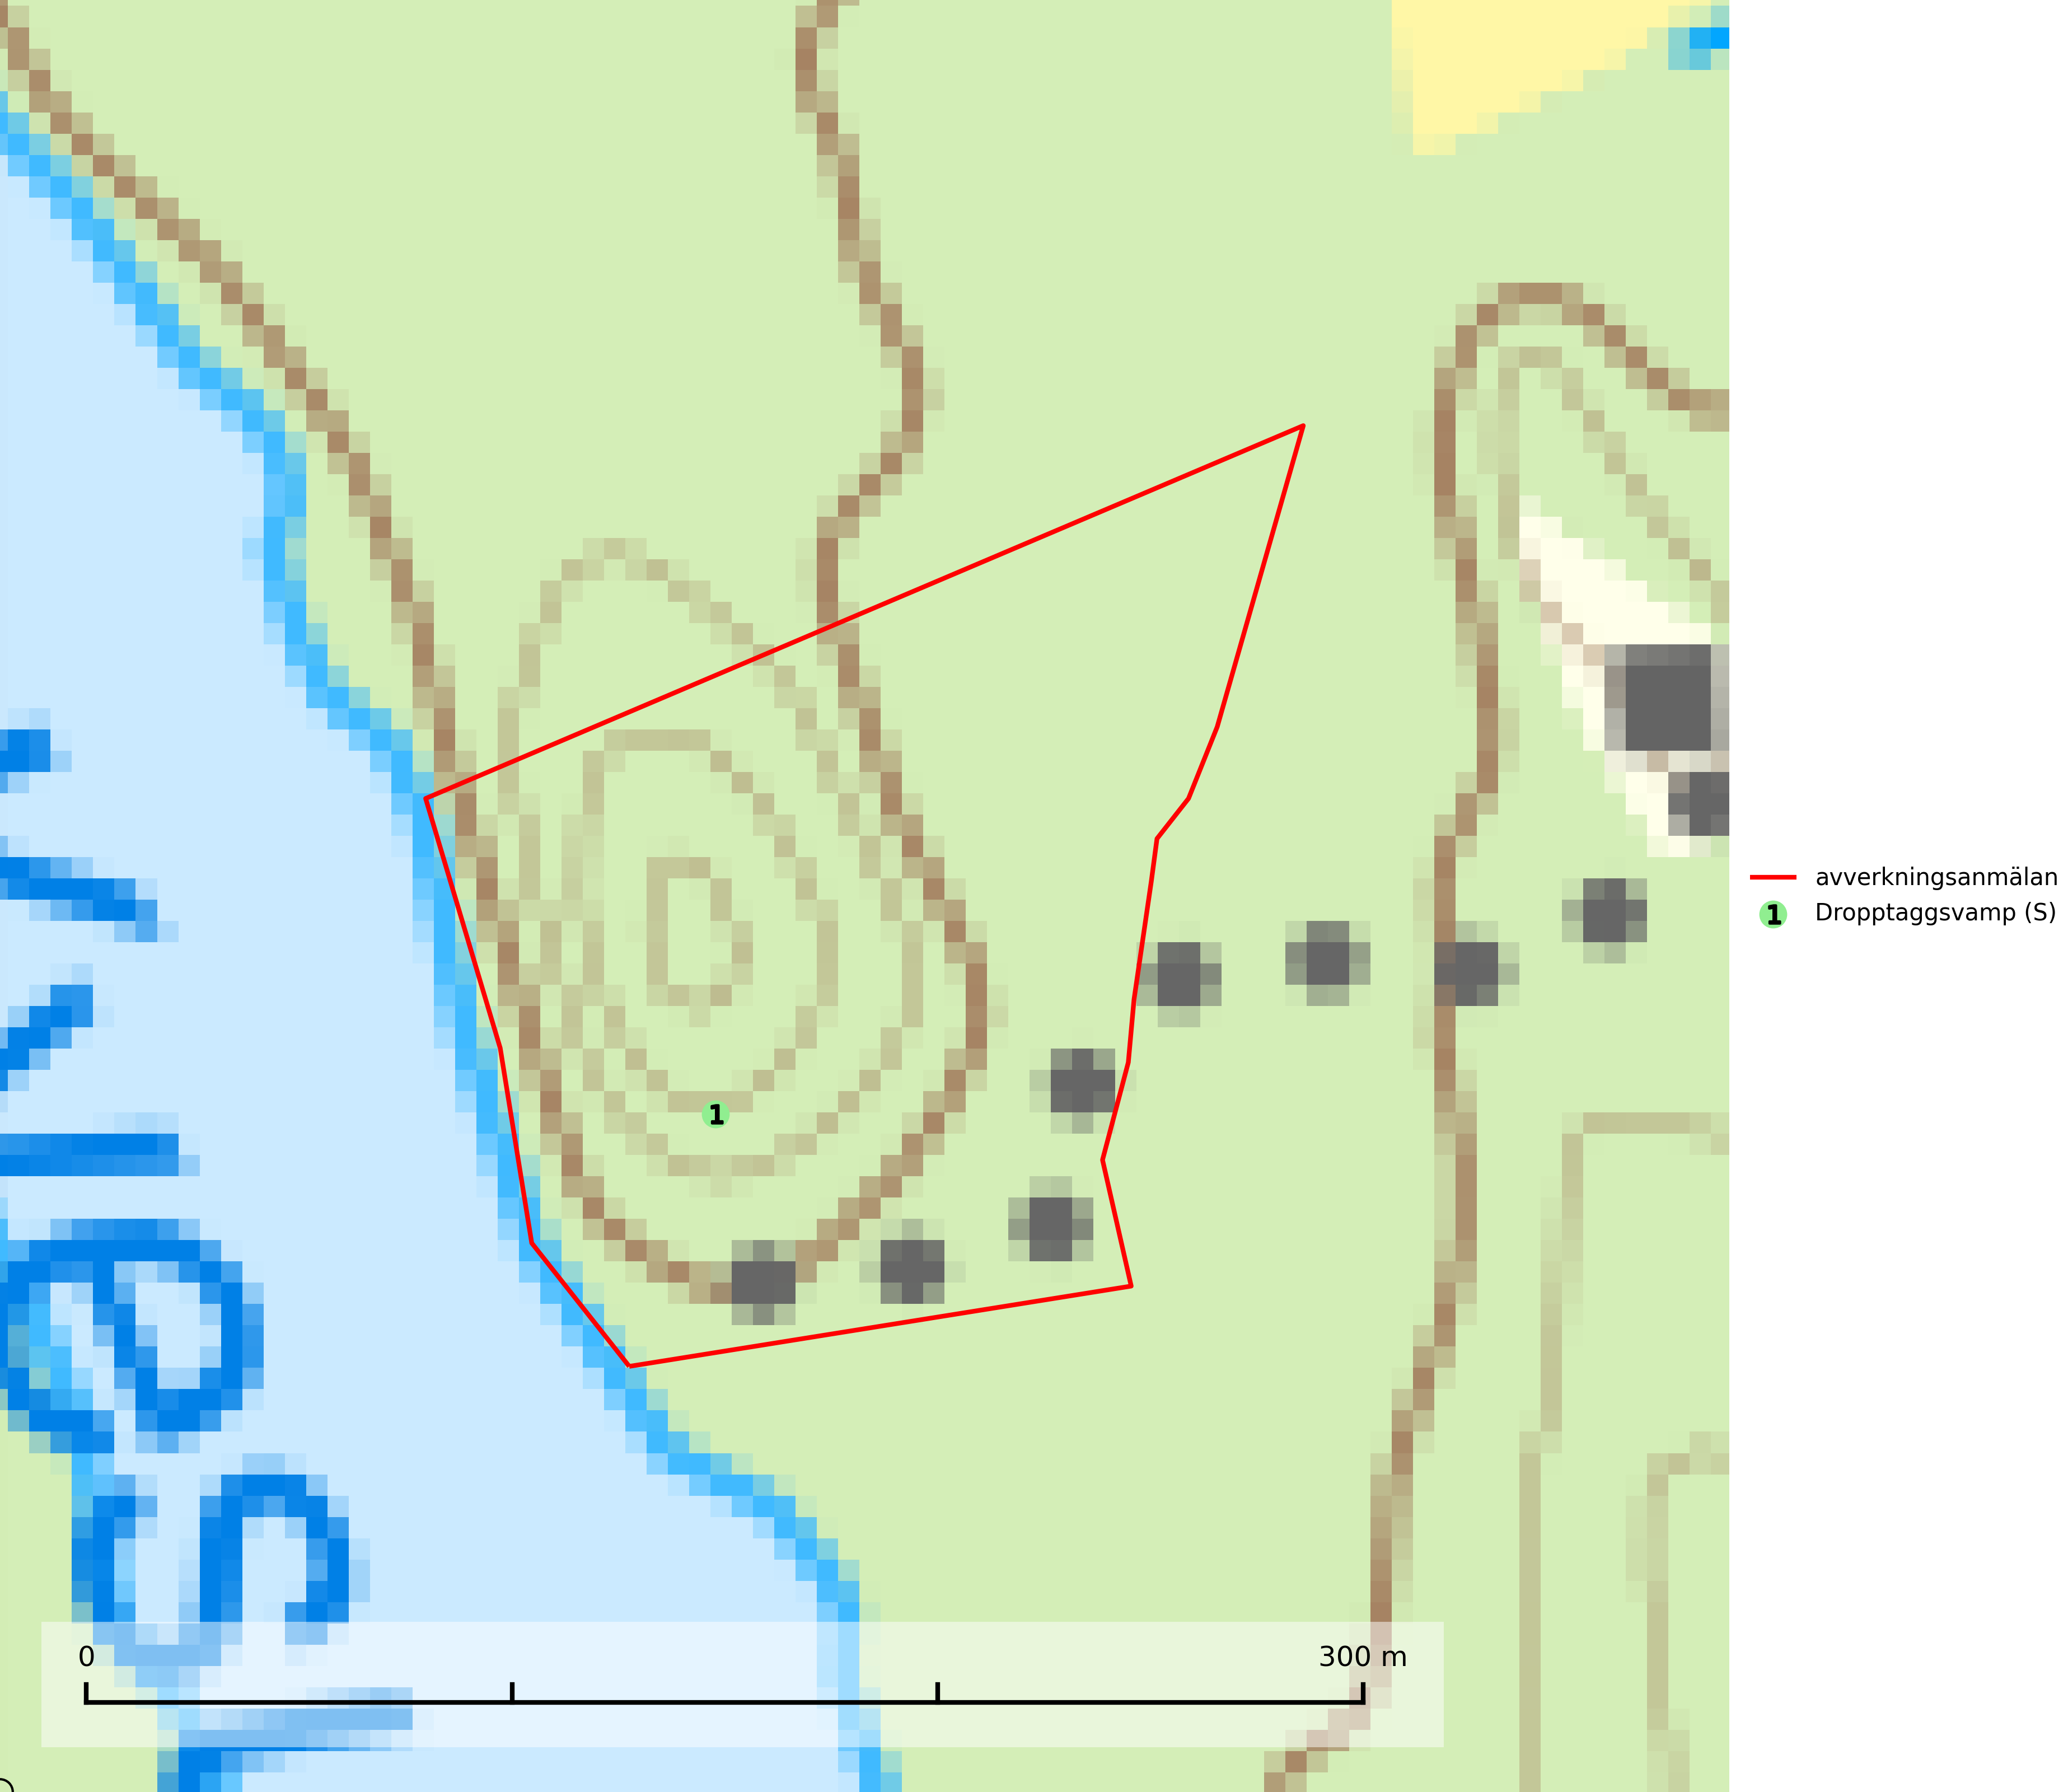 avverkningsanmälan
1 Dropptaggsvamp (S)
1
0 300 m